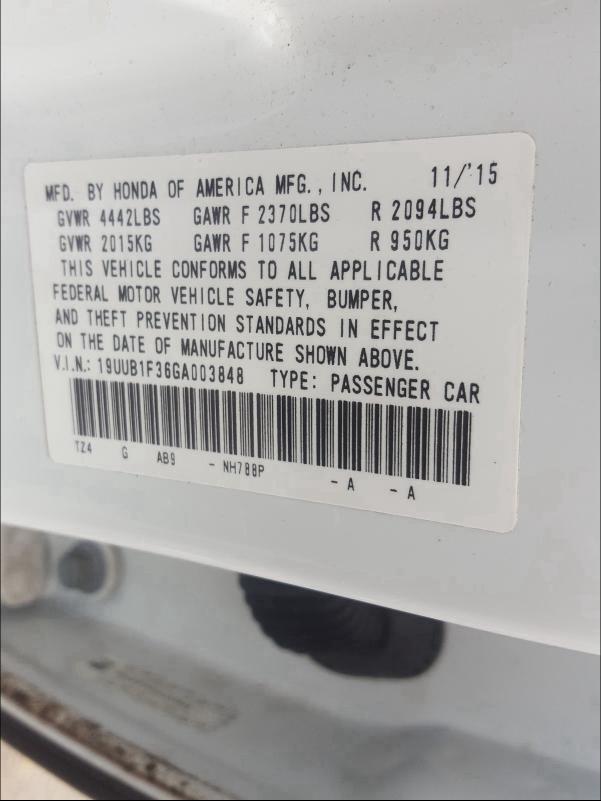 MFD. BY HONDA OF AMERICA MFG., INC. 11/'15
GVWR 4442LBS GAWR F 2370LBS R 2094LBS
GVWR 2015KG GAWR F 1075KG R 950KG
THIS VEHICLE CONFORMS TO ALL APPLICABLE
FEDERAL MOTOR VEHICLE SAFETY, BUMPER,
AND THEFT PREVENTION STANDARDS IN EFFECT
ON THE DATE OF MANUFACTURE SHOWN ABOVE.
V.I.N.: 19UUB1F36GA003848 TYPE: PASSENGER CAR
TZ4 G AB9 - NH788P - A - A